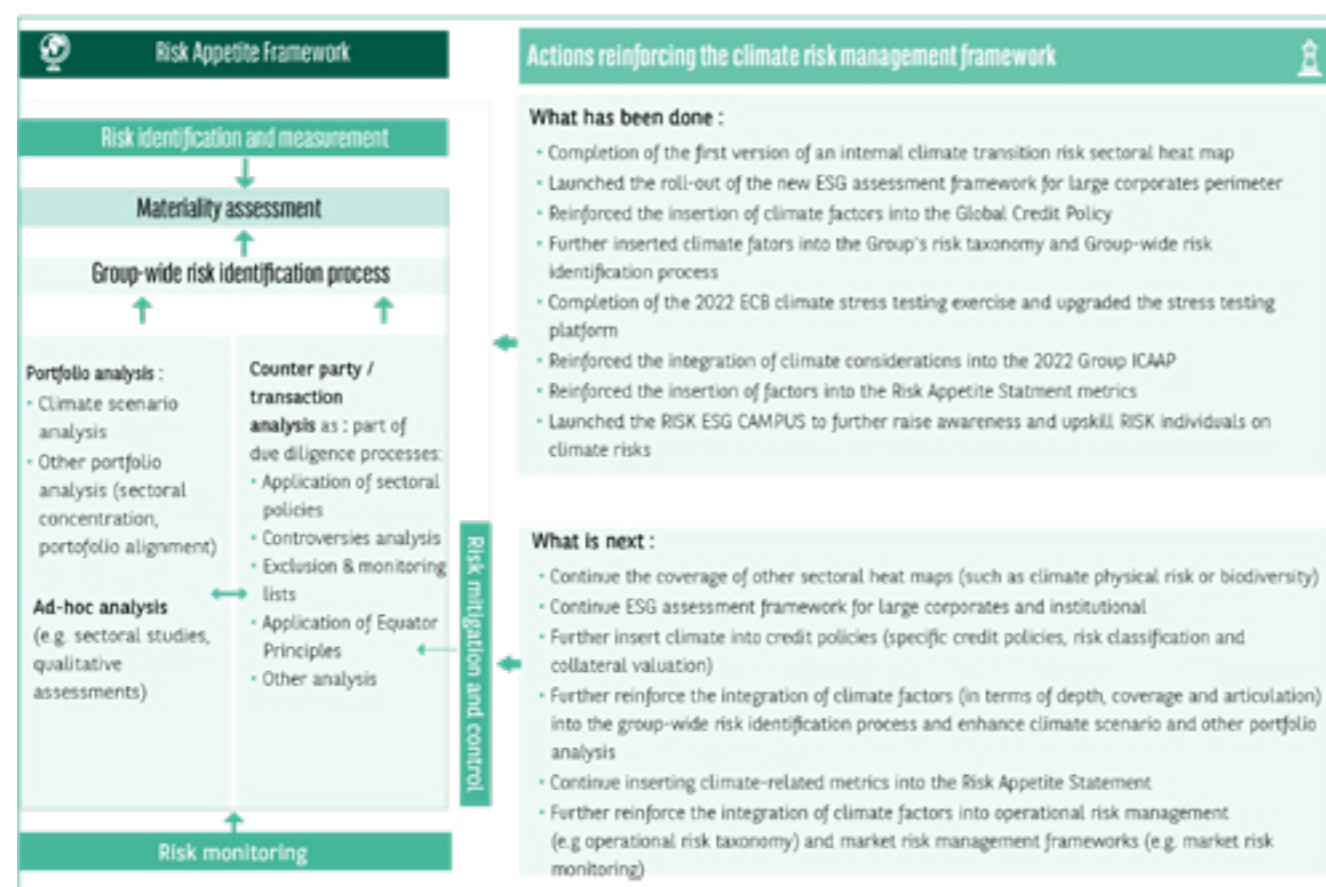 Risk Appetite Framework
Risk identification and measurement
Materiality assessment
Group-wide risk identification process
Portfolio analysis :
• Climate scenario
analysis
• Other portfolio
analysis (sectoral
concentration,
portofolio alignment)
Ad-hoc analysis
(e.g. sectoral studies,
qualitative
assessments)
Counter party /
transaction
analysis as : part of
due diligence processes:
• Application of sectoral
policies
• Controversies analysis
• Exclusion & monitoring
lists
• Application of Equator
Principles
• Other analysis
Risk mitigation and control
Risk monitoring
Actions reinforcing the climate risk management framework
What has been done :
• Completion of the first version of an internal climate transition risk sectoral heat map
• Launched the roll-out of the new ESG assessment framework for large corporates perimeter
• Reinforced the insertion of climate factors into the Global Credit Policy
• Further inserted climate fators into the Group's risk taxonomy and Group-wide risk
identification process
• Completion of the 2022 ECB climate stress testing exercise and upgraded the stress testing
platform
• Reinforced the integration of climate considerations into the 2022 Group ICAAP
• Reinforced the insertion of factors into the Risk Appetite Statment metrics
• Launched the RISK ESG CAMPUS to further raise awareness and upskill RISK individuals on
climate risks
What is next :
• Continue the coverage of other sectoral heat maps (such as climate physical risk or biodiversity)
• Continue ESG assessment framework for large corporates and institutional
• Further insert climate into credit policies (specific credit policies, risk classification and
collateral valuation)
• Further reinforce the integration of climate factors (in terms of depth, coverage and articulation)
into the group-wide risk identification process and enhance climate scenario and other portfolio
analysis
• Continue inserting climate-related metrics into the Risk Appetite Statement
• Further reinforce the integration of climate factors into operational risk management
(e.g operational risk taxonomy) and market risk management frameworks (e.g. market risk
monitoring)